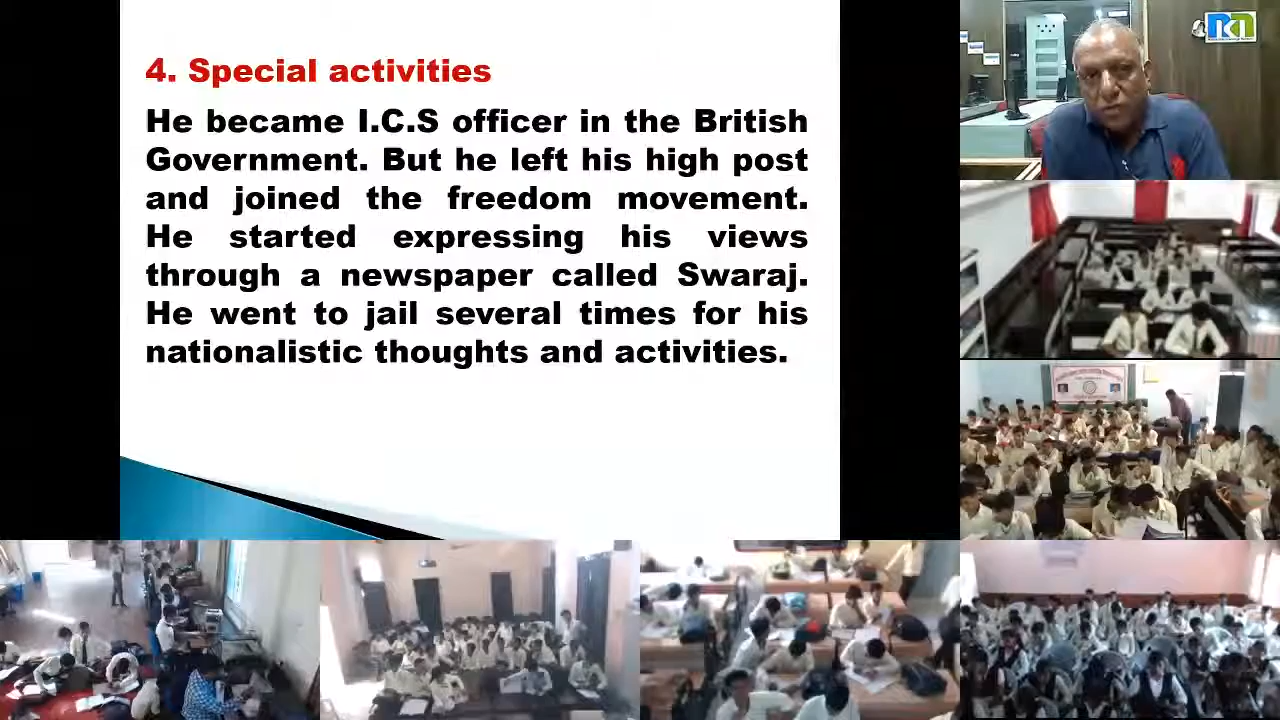 4. Special activities
He became I.C.S officer in the British
Government. But he left his high post
and joined the freedom movement.
He started expressing his views
through a newspaper called Swaraj.
He went to jail several times for his
nationalistic thoughts and activities.